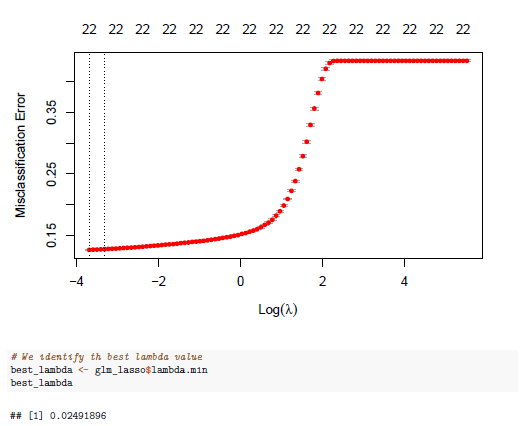 22 22 22 22 22 22 22 22 22 22 22 22 22 22 22
Misclassification Error
0.35
0.25
0.15
−4 −2 0 2 4
Log(λ)
# We identify th best lambda value
best_lambda <- glm_lasso$lambda.min
best_lambda
## [1] 0.02491896